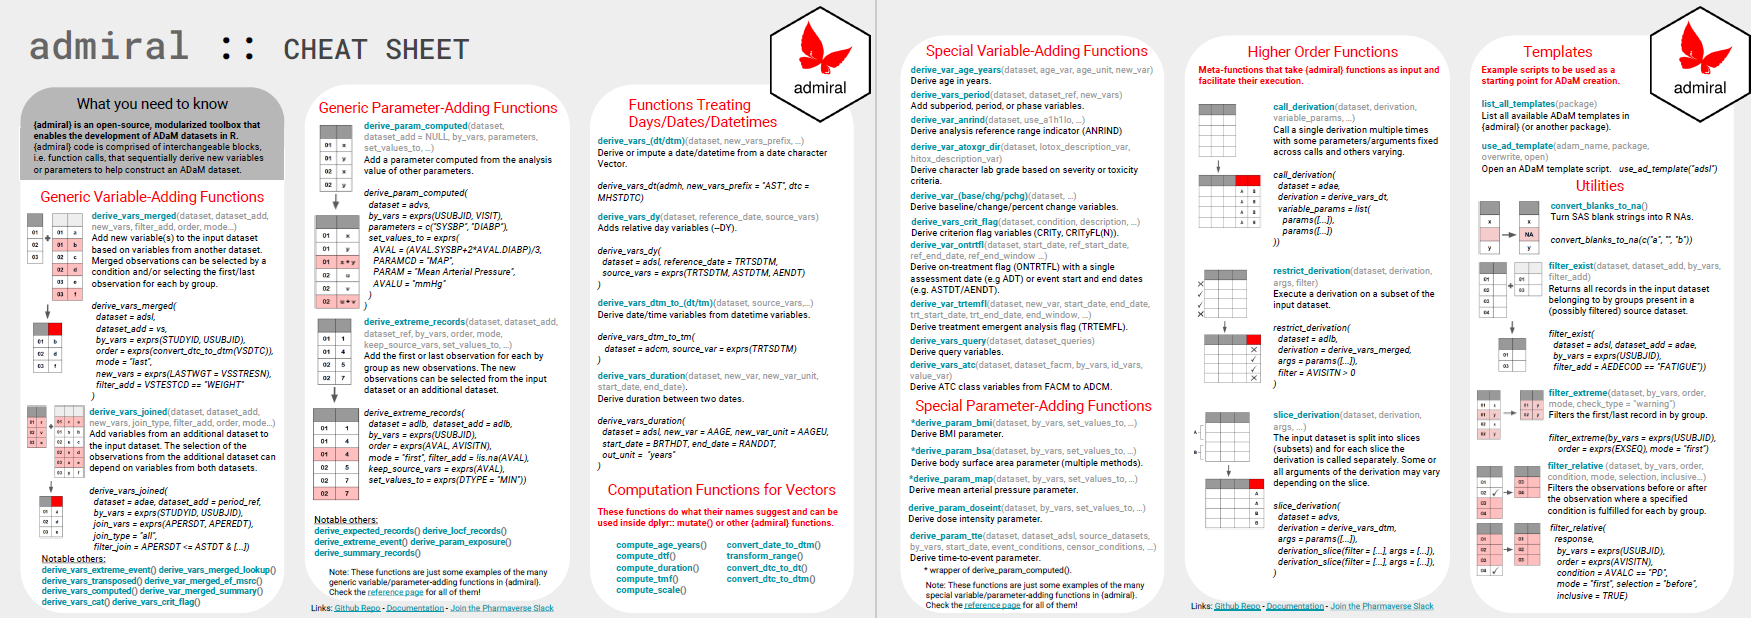 admiral :: CHEAT SHEET
admiral
What you need to know
{admiral} is an open-source, modularized toolbox that
enables the development of ADaM datasets in R.
{admiral} code is comprised of interchangeable blocks,
i.e. function calls, that sequentially derive new variables
or parameters to help construct an ADaM dataset.
Generic Variable-Adding Functions
derive_vars_merged(dataset, dataset_add,
new_vars, filter_add, order, mode...)
Add new variable(s) to the input dataset
based on variables from another dataset.
Merged observations can be selected by a
condition and/or selecting the first/last
observation for each by group.
derive_vars_merged(
dataset = adsl,
dataset_add = vs,
by_vars = exprs(STUDYID, USUBJID),
order = exprs(convert_dtc_to_dtm(VSDTC)),
mode = "last",
new_vars = exprs(LASTWGT = VSSTRESN),
filter_add = VSTESTCD == "WEIGHT"
)
derive_vars_joined(dataset, dataset_add,
new_vars, join_type, filter_add, order, mode...)
Add variables from an additional dataset to
the input dataset. The selection of the
observations from the additional dataset can
depend on variables from both datasets.
derive_vars_joined(
dataset = adae, dataset_add = period_ref,
by_vars = exprs(STUDYID, USUBJID),
join_vars = exprs(APERSDT, APEREDT),
join_type = "all",
filter_join = APERSDT <= ASTDT & [...])
Notable others:
derive_vars_extreme_event() derive_vars_merged_lookup()
derive_vars_transposed() derive_var_merged_ef_msrc()
derive_vars_computed() derive_var_merged_summary()
derive_vars_cat() derive_vars_crit_flag()
Generic Parameter-Adding Functions
derive_param_computed(dataset,
dataset_add = NULL, by_vars, parameters,
set_values_to, ...)
Add a parameter computed from the analysis
value of other parameters.
derive_param_computed(
dataset = advs,
by_vars = exprs(USUBJID, VISIT),
parameters = c("SYSBP", "DIABP"),
set_values_to = exprs(
AVAL = (AVAL.SYSBP+2*AVAL.DIABP)/3,
PARAMCD = "MAP",
PARAM = "Mean Arterial Pressure",
AVALU = "mmHg"
)
)
derive_extreme_records(dataset, dataset_add,
dataset_ref, by_vars, order, mode,
keep_source_vars, set_values_to, ...)
Add the first or last observation for each by
group as new observations. The new
observations can be selected from the input
dataset or an additional dataset.
derive_extreme_records(
dataset = adlb, dataset_add = adlb,
by_vars = exprs(USUBJID),
order = exprs(AVAL, AVISITN),
mode = "first", filter_add = !is.na(AVAL),
keep_source_vars = exprs(AVAL),
set_values_to = exprs(DTYPE = "MIN"))
Notable others:
derive_expected_records() derive_locf_records()
derive_extreme_event() derive_param_exposure()
derive_summary_records()
Note: These functions are just some examples of the many
generic variable/parameter-adding functions in {admiral}.
Check the reference page for all of them!
Links: Github Repo - Documentation - Join the Pharmaverse Slack
Functions Treating
Days/Dates/Datetimes
derive_vars_(dt/dtm)(dataset, new_vars_prefix, ...)
Derive or impute a date/datetime from a date character
Vector.
derive_vars_dt(admh, new_vars_prefix = "AST", dtc =
MHSTDTC)
derive_vars_dy(dataset, reference_date, source_vars)
Adds relative day variables (--DY).
derive_vars_dy(
dataset = adsl, reference_date = TRTSDTM,
source_vars = exprs(TRTSDTM, ASTDTM, AENDT)
)
derive_vars_dtm_to_(dt/tm)(dataset, source_vars,...)
Derive date/time variables from datetime variables.
derive_vars_dtm_to_tm(
dataset = adcm, source_var = exprs(TRTSDTM)
)
derive_vars_duration(dataset, new_var, new_var_unit,
start_date, end_date).
Derive duration between two dates.
derive_vars_duration(
dataset = adsl, new_var = AAGE, new_var_unit = AAGEU,
start_date = BRTHDT, end_date = RANDDT,
out_unit = "years"
)
Computation Functions for Vectors
These functions do what their names suggest and can be
used inside dplyr:: mutate() or other {admiral} functions.
compute_age_years() convert_date_to_dtm()
compute_dtf() transform_range()
compute_duration() convert_dtc_to_dt()
compute_tmf() convert_dtc_to_dtm()
compute_scale()
Special Variable-Adding Functions
derive_var_age_years(dataset, age_var, age_unit, new_var)
Derive age in years.
derive_vars_period(dataset, dataset_ref, new_vars)
Add subperiod, period, or phase variables.
derive_var_anrind(dataset, use_a1hi1lo, ...)
Derive analysis reference range indicator (ANRIND)
derive_var_atoxgr_dir(dataset, lotox_description_var,
hitox_description_var)
Derive character lab grade based on severity or toxicity
criteria.
derive_var_(base/chg/pchg)(dataset, ...)
Derive baseline/change/percent change variables.
derive_vars_crit_flag(dataset, condition, description, ...)
Derive criterion flag variables (CRITy, CRITyFL(N)).
derive_var_ontrtfl(dataset, start_date, ref_start_date,
ref_end_date, ref_end_window ...)
Derive on-treatment flag (ONTRTFL) with a single
assessment date (e.g ADT) or event start and end dates
(e.g. ASTDT/AENDT).
derive_var_trtemfl(dataset, new_var, start_date, end_date,
trt_start_date, trt_end_date, end_window, ...)
Derive treatment emergent analysis flag (TRTEMFL).
derive_vars_query(dataset, dataset_queries)
Derive query variables.
derive_vars_atc(dataset, dataset_facm, by_vars, id_vars,
value_var)
Derive ATC class variables from FACM to ADCM.
Special Parameter-Adding Functions
*derive_param_bmi(dataset, by_vars, set_values_to, ...)
Derive BMI parameter.
*derive_param_bsa(dataset, by_vars, set_values_to, ...)
Derive body surface area parameter (multiple methods).
*derive_param_map(dataset, by_vars, set_values_to, ...)
Derive mean arterial pressure parameter.
derive_param_doseint(dataset, by_vars, set_values_to, ...)
Derive dose intensity parameter.
derive_param_tte(dataset, dataset_adsl, source_datasets,
by_vars, start_date, event_conditions, censor_conditions, ...)
Derive time-to-event parameter.
* wrapper of derive_param_computed().
Note: These functions are just some examples of the many
special variable/parameter-adding functions in {admiral}.
Check the reference page for all of them!
Higher Order Functions
Meta-functions that take {admiral} functions as input and
facilitate their execution.
call_derivation(dataset, derivation,
variable_params, ...)
Call a single derivation multiple times
with some parameters/arguments fixed
across calls and others varying.
call_derivation(
dataset = adae,
derivation = derive_vars_dt,
variable_params = list(
params([...]),
params([...])
))
restrict_derivation(dataset, derivation,
args, filter)
Execute a derivation on a subset of the
input dataset.
restrict_derivation(
dataset = adlb,
derivation = derive_vars_merged,
args = params([...]),
filter = AVISITN > 0
)
slice_derivation(dataset, derivation,
args, ...)
The input dataset is split into slices
(subsets) and for each slice the
derivation is called separately. Some or
all arguments of the derivation may vary
depending on the slice.
slice_derivation(
dataset = advs,
derivation = derive_vars_dtm,
args = params([...]),
derivation_slice(filter = [...], args = [...]),
derivation_slice(filter = [...], args = [...]),
)
Links: Github Repo - Documentation - Join the Pharmaverse Slack
Templates
admiral
Example scripts to be used as a
starting point for ADaM creation.
list_all_templates(package)
List all available ADaM templates in
{admiral} (or another package).
use_ad_template(adam_name, package,
overwrite, open)
Open an ADaM template script. use_ad_template("adsl")
Utilities
convert_blanks_to_na()
Turn SAS blank strings into R NAs.
convert_blanks_to_na(c("a", "", "b"))
filter_exist(dataset, dataset_add, by_vars,
filter_add)
Returns all records in the input dataset
belonging to by groups present in a
(possibly filtered) source dataset.
filter_exist(
dataset = adsl, dataset_add = adae,
by_vars = exprs(USUBJID),
filter_add = AEDECOD == "FATIGUE"))
filter_extreme(dataset, by_vars, order,
mode, check_type = "warning")
Filters the first/last record in by group.
filter_extreme(by_vars = exprs(USUBJID),
order = exprs(EXSEQ), mode = "first")
filter_relative (dataset, by_vars, order,
condition, mode, selection, inclusive...)
Filters the observations before or after
the observation where a specified
condition is fulfilled for each by group.
filter_relative(
response,
by_vars = exprs(USUBJID),
order = exprs(AVISITN),
condition = AVALC == "PD",
mode = "first", selection = "before",
inclusive = TRUE)